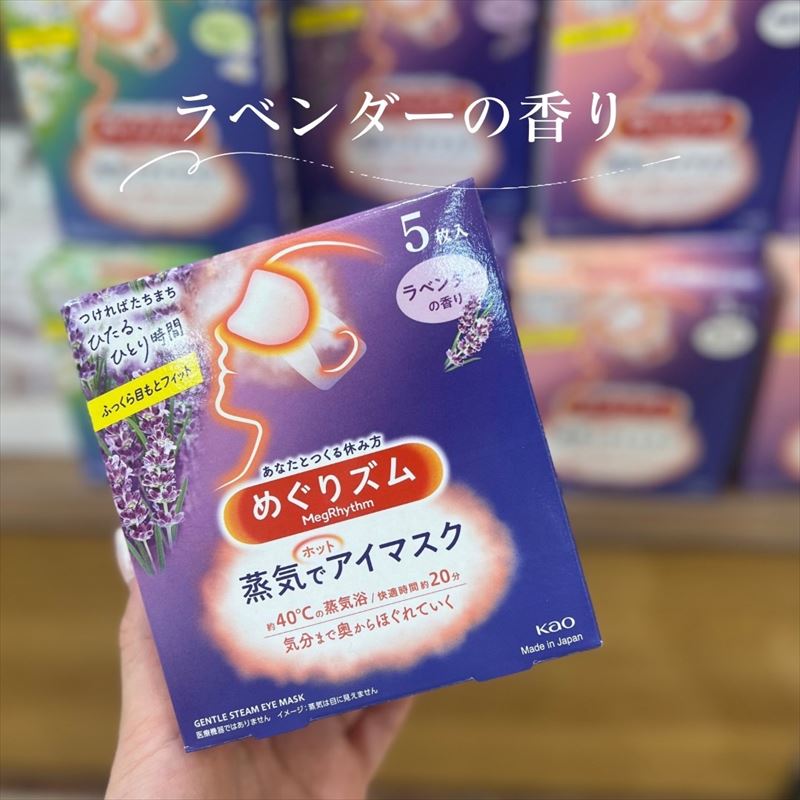 ラベンダーの香り
5枚入
ラベンダー
の香り
つければたちまち
ひたる、
ひとり時間
ふっくら目もとフィット
あなたとつくる休み方
めぐりズム
MegRhythm
ホット
蒸気でアイマスク
約40℃の蒸気浴/快適時間 約20分
気分まで奥からほぐれていく
Kao
Made in Japan
GENTLE STEAM EYE MASK
医療機器ではありません イメージ:蒸気は目に見えません